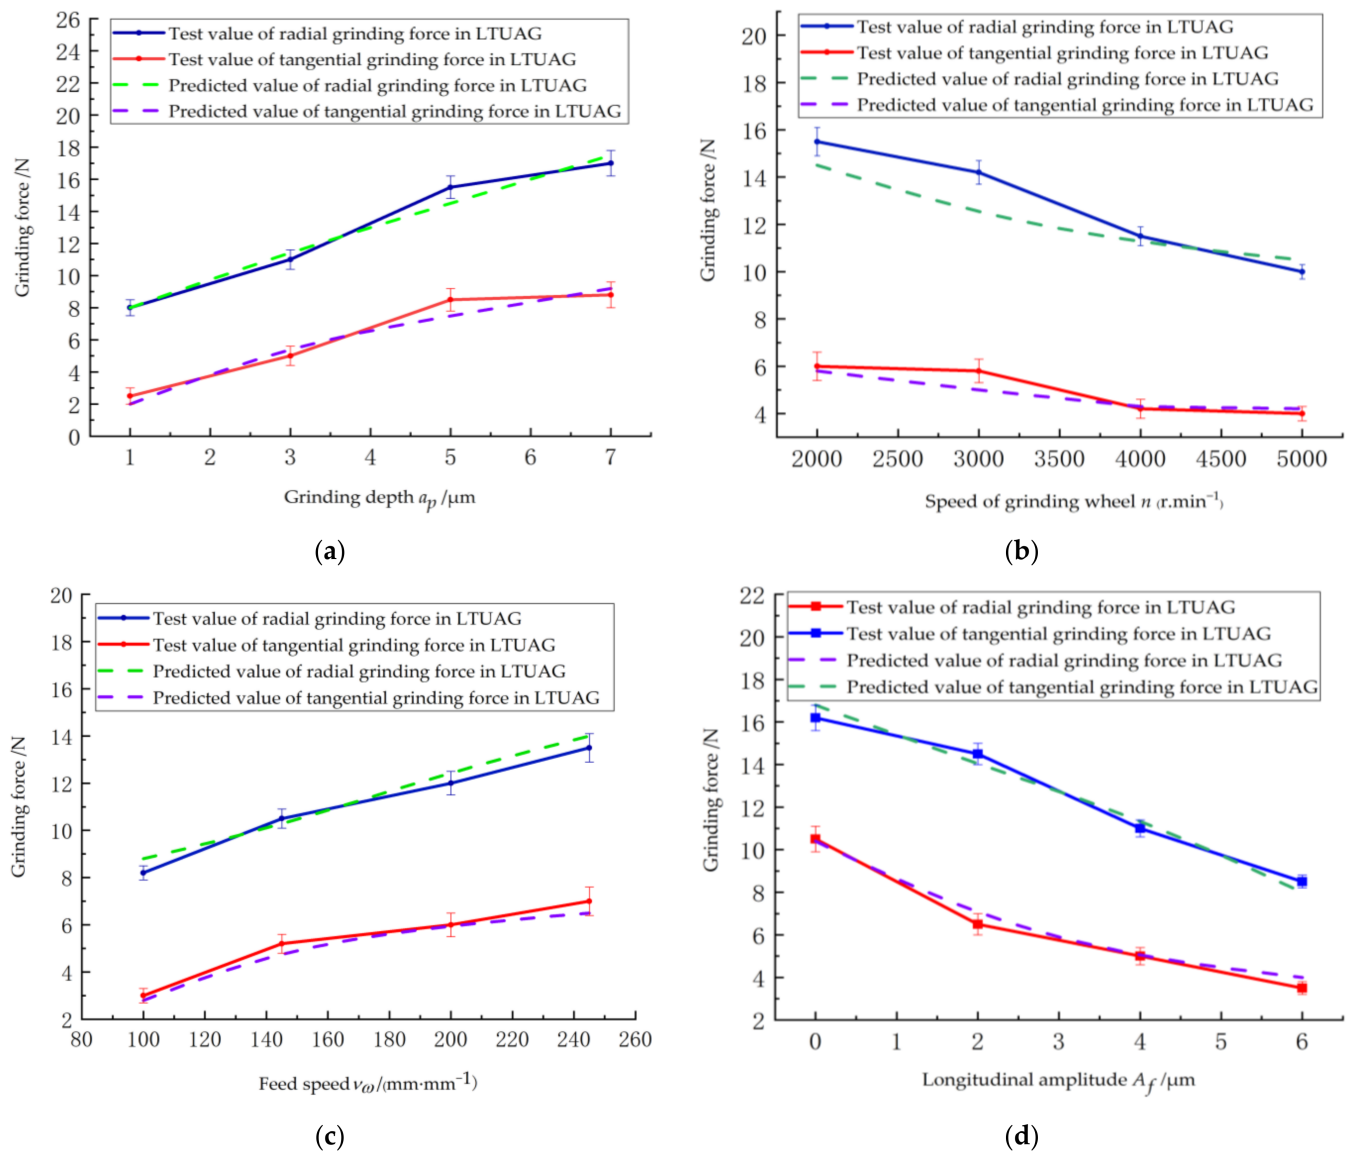 26
24
22
20
18
16
14
12
10
8
6
4
2
0
Grinding force /N
Test value of radial grinding force in LTUAG
Test value of tangential grinding force in LTUAG
Predicted value of radial grinding force in LTUAG
Predicted value of tangential grinding force in LTUAG
1 2 3 4 5 6 7
Grinding depth ap /μm
(a)
20
18
16
14
12
10
8
6
4
Grinding force /N
Test value of radial grinding force in LTUAG
Test value of tangential grinding force in LTUAG
Predicted value of radial grinding force in LTUAG
Predicted value of tangential grinding force in LTUAG
2000 2500 3000 3500 4000 4500 5000
Speed of grinding wheel n (r.min⁻¹)
(b)
20
18
16
14
12
10
8
6
4
2
Grinding force /N
Test value of radial grinding force in LTUAG
Test value of tangential grinding force in LTUAG
Predicted value of radial grinding force in LTUAG
Predicted value of tangential grinding force in LTUAG
80 100 120 140 160 180 200 220 240 260
Feed speed vω/(mm·mm⁻¹)
(c)
22
20
18
16
14
12
10
8
6
4
2
Grinding force /N
Test value of radial grinding force in LTUAG
Test value of tangential grinding force in LTUAG
Predicted value of radial grinding force in LTUAG
Predicted value of tangential grinding force in LTUAG
0 1 2 3 4 5 6
Longitudinal amplitude Af /μm
(d)